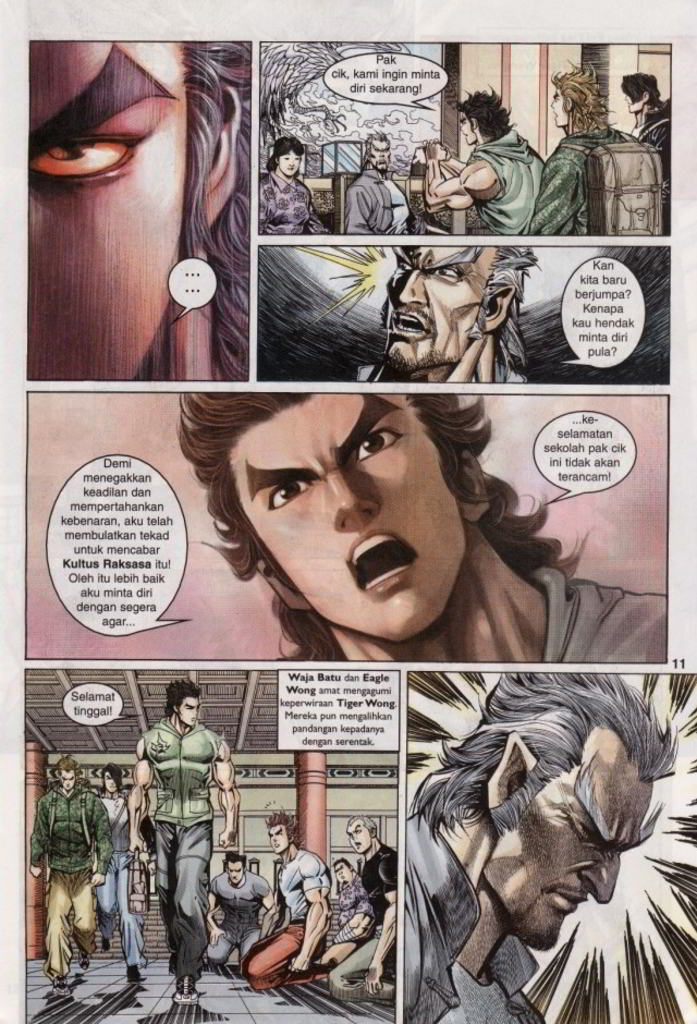 ...
...
Pak
cik, kami ingin minta
diri sekarang!
Kan
kita baru
berjumpa?
Kenapa
kau hendak
minta diri
pula?
Demi
menegakkan
keadilan dan
mempertahankan
kebenaran, aku telah
membulatkan tekad
untuk mencabar
Kultus Raksasa itu!
Oleh itu lebih baik
aku minta diri
dengan segera
agar...
...ke-
selamatan
sekolah pak cik
ini tidak akan
terancam!
11
Selamat
tinggal!
Waja Batu dan Eagle
Wong amat mengagumi
keperwiraan Tiger Wong.
Mereka pun mengalihkan
pandangan kepadanya
dengan serentak.